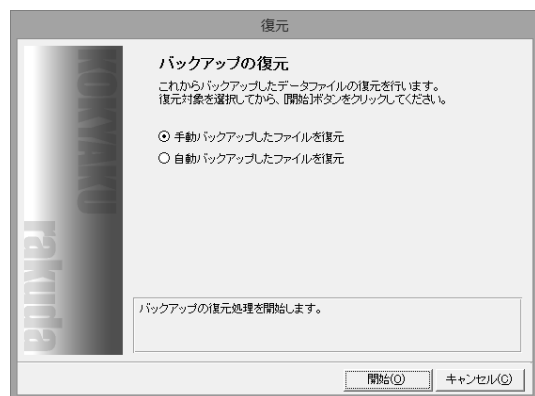 復元
KOKYAKU
rakuda
バックアップの復元
これからバックアップしたデータファイルの復元を行います。
復元対象を選択してから、[開始]ボタンをクリックしてください。
手動バックアップしたファイルを復元
自動バックアップしたファイルを復元
バックアップの復元処理を開始します。
開始(O)
キャンセル(C)